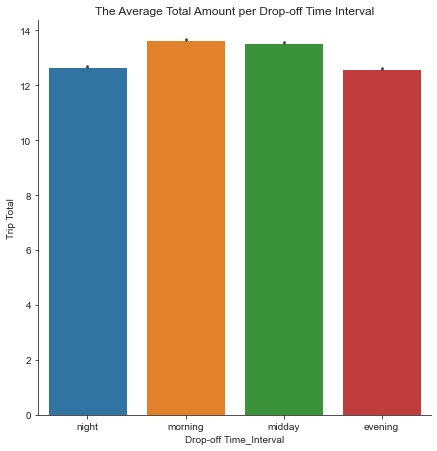 The Average Total Amount per Drop-off Time Interval
14
12
10
8
6
4
2
0
Trip Total
night morning midday evening
Drop-off Time_Interval